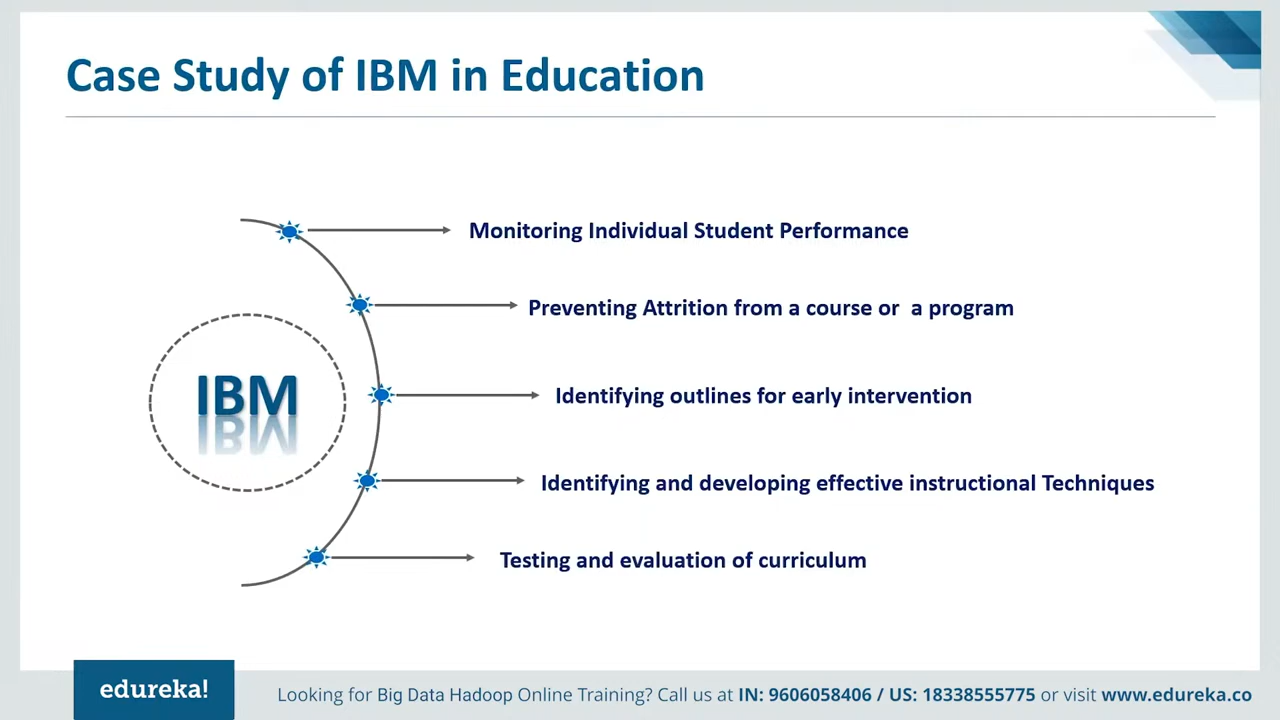 Case Study of IBM in Education
Monitoring Individual Student Performance
Preventing Attrition from a course or  a program
IBM
Identifying outlines for early intervention
Identifying and developing effective instructional Techniques
Testing and evaluation of curriculum
edureka!
Looking for Big Data Hadoop Online Training? Call us at IN: 9606058406 / US: 18338555775 or visit www.edureka.co